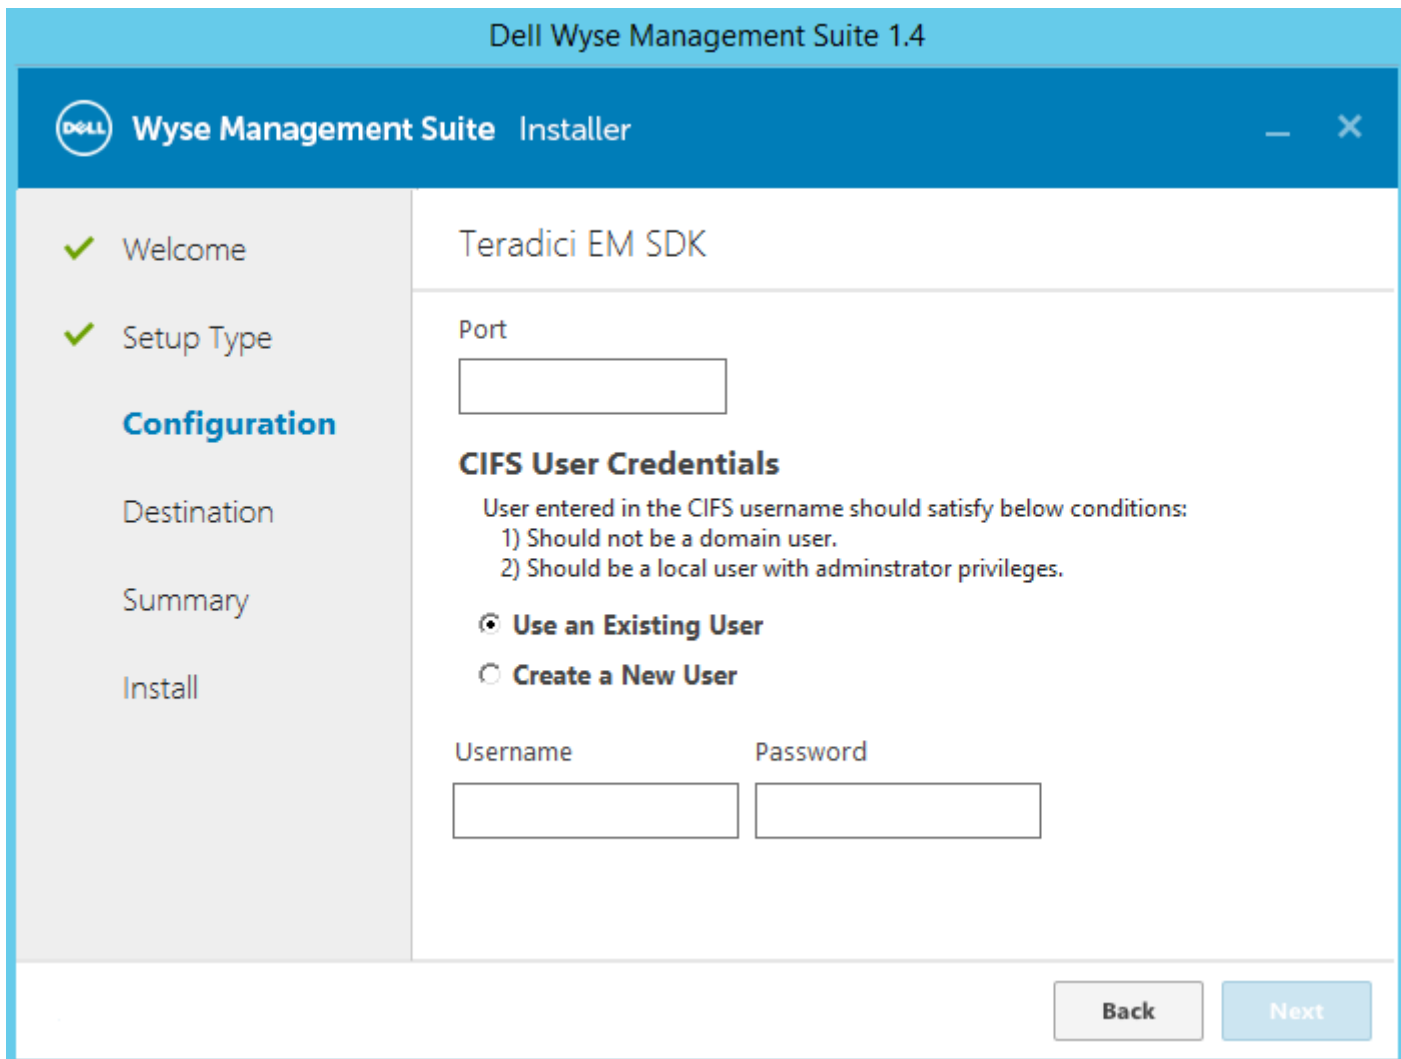 Dell Wyse Management Suite 1.4
DELL Wyse Management Suite Installer
Welcome
Setup Type
Configuration
Destination
Summary
Install
Teradici EM SDK
Port
CIFS User Credentials
User entered in the CIFS username should satisfy below conditions:
1) Should not be a domain user.
2) Should be a local user with adminstrator privileges.
Use an Existing User
Create a New User
Username Password
Back Next